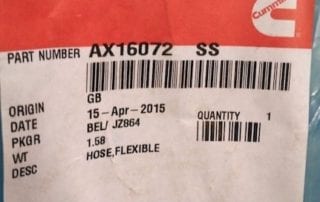 Cummins
PART NUMBER AX16072 SS
ORIGIN GB
DATE 15-Apr-2015
PKGR BEL/ JZ864
WT 1.58
DESC HOSE,FLEXIBLE
QUANTITY 1